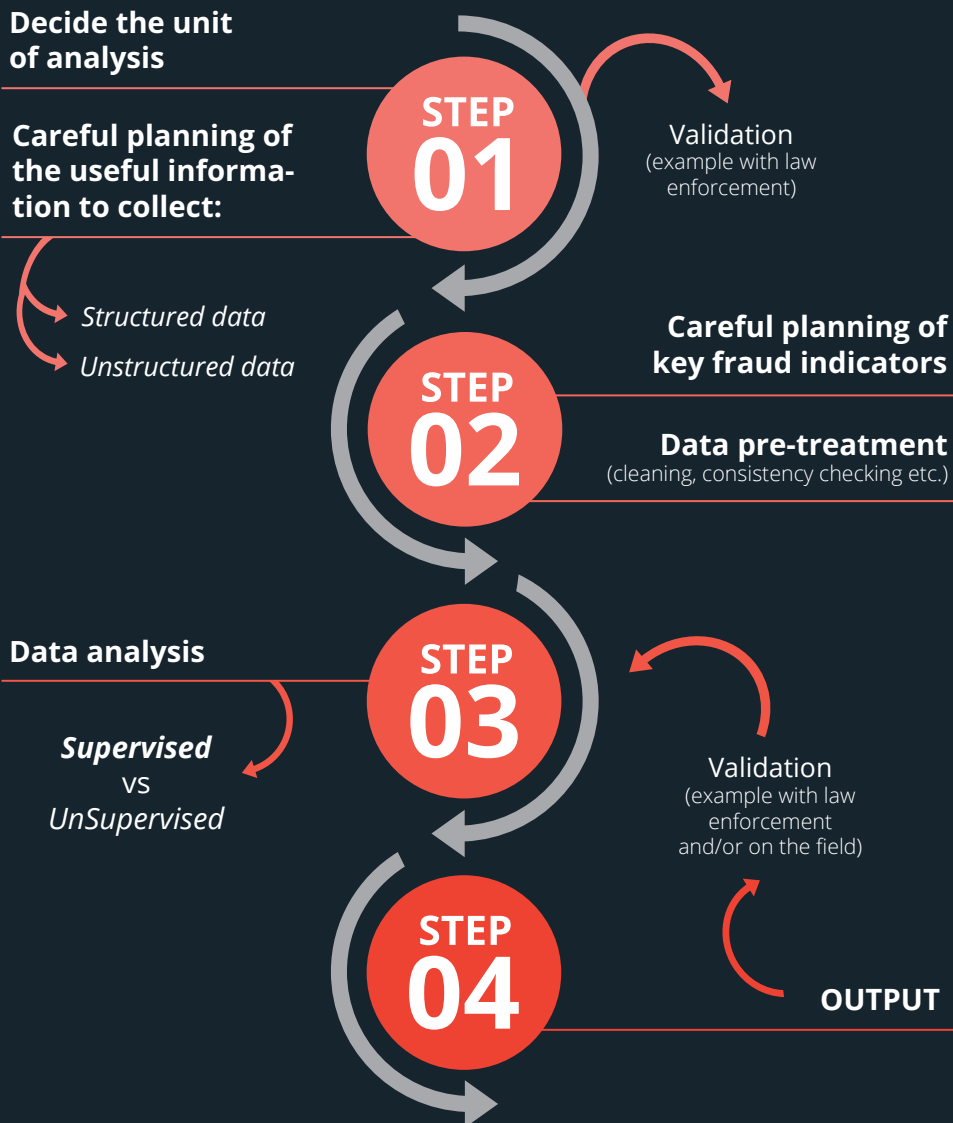 Decide the unit
of analysis
Careful planning of
the useful informa-
tion to collect:
Structured data
Unstructured data
STEP
01
Validation
(example with law
enforcement)
STEP
02
Careful planning of
key fraud indicators
Data pre-treatment
(cleaning, consistency checking etc.)
Data analysis
Supervised
vs
UnSupervised
STEP
03
Validation
(example with law
enforcement
and/or on the field)
STEP
04
OUTPUT